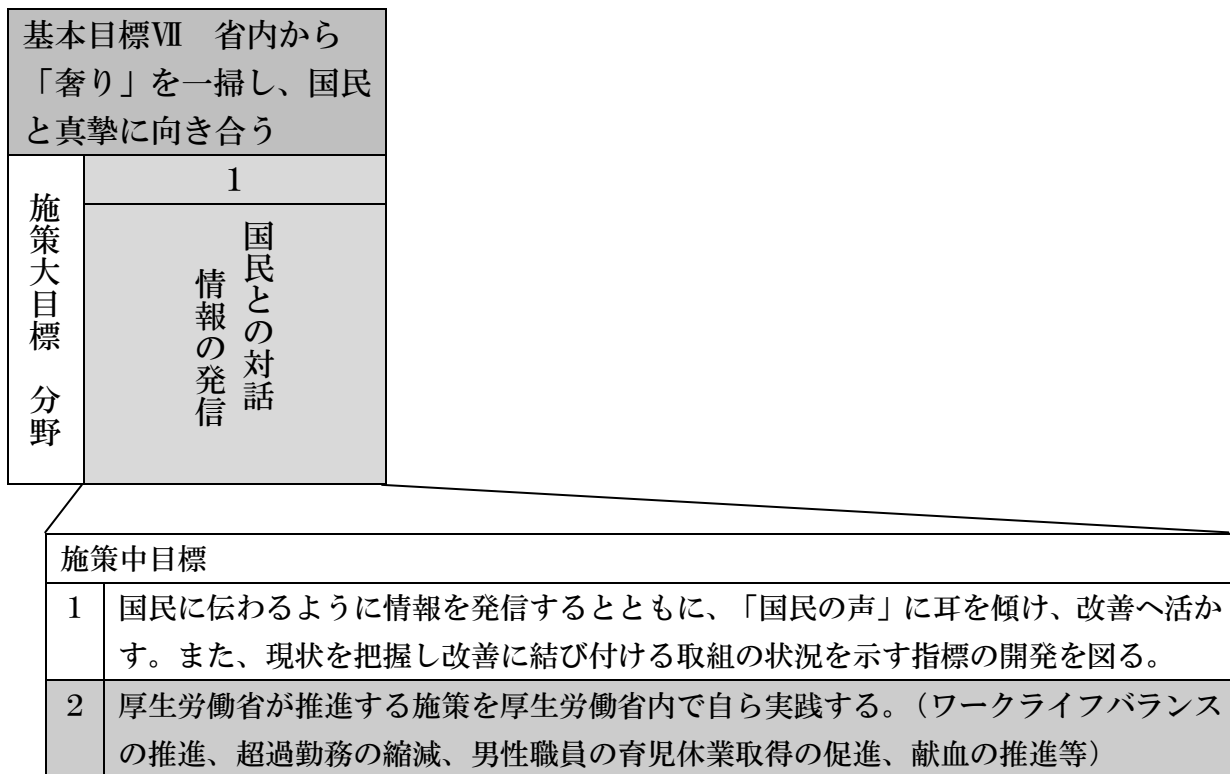 基本目標Ⅶ　省内から
「奢り」を一掃し、国民
と真摯に向き合う
施策大目標　分野
1
国民との対話
情報の発信
施策中目標
1
国民に伝わるように情報を発信するとともに、「国民の声」に耳を傾け、改善へ活か
す。また、現状を把握し改善に結び付ける取組の状況を示す指標の開発を図る。
2
厚生労働省が推進する施策を厚生労働省内で自ら実践する。（ワークライフバランス
の推進、超過勤務の縮減、男性職員の育児休業取得の促進、献血の推進等）